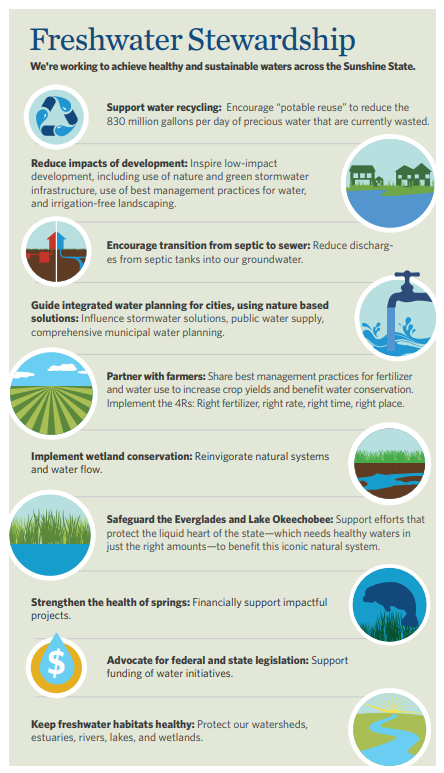 Freshwater Stewardship
We're working to achieve healthy and sustainable waters across the Sunshine State.
Support water recycling: Encourage “potable reuse” to reduce the
830 million gallons per day of precious water that are currently wasted.
Reduce impacts of development: Inspire low-impact
development, including use of nature and green stormwater
infrastructure, use of best management practices for water,
and irrigation-free landscaping.
Encourage transition from septic to sewer: Reduce discharg-
es from septic tanks into our groundwater.
Guide integrated water planning for cities, using nature based
solutions: Influence stormwater solutions, public water supply,
comprehensive municipal water planning.
Partner with farmers: Share best management practices for fertilizer
and water use to increase crop yields and benefit water conservation.
Implement the 4Rs: Right fertilizer, right rate, right time, right place.
Implement wetland conservation: Reinvigorate natural systems
and water flow.
Safeguard the Everglades and Lake Okeechobee: Support efforts that
protect the liquid heart of the state—which needs healthy waters in
just the right amounts—to benefit this iconic natural system.
Strengthen the health of springs: Financially support impactful
projects.
$
Advocate for federal and state legislation: Support
funding of water initiatives.
Keep freshwater habitats healthy: Protect our watersheds,
estuaries, rivers, lakes, and wetlands.